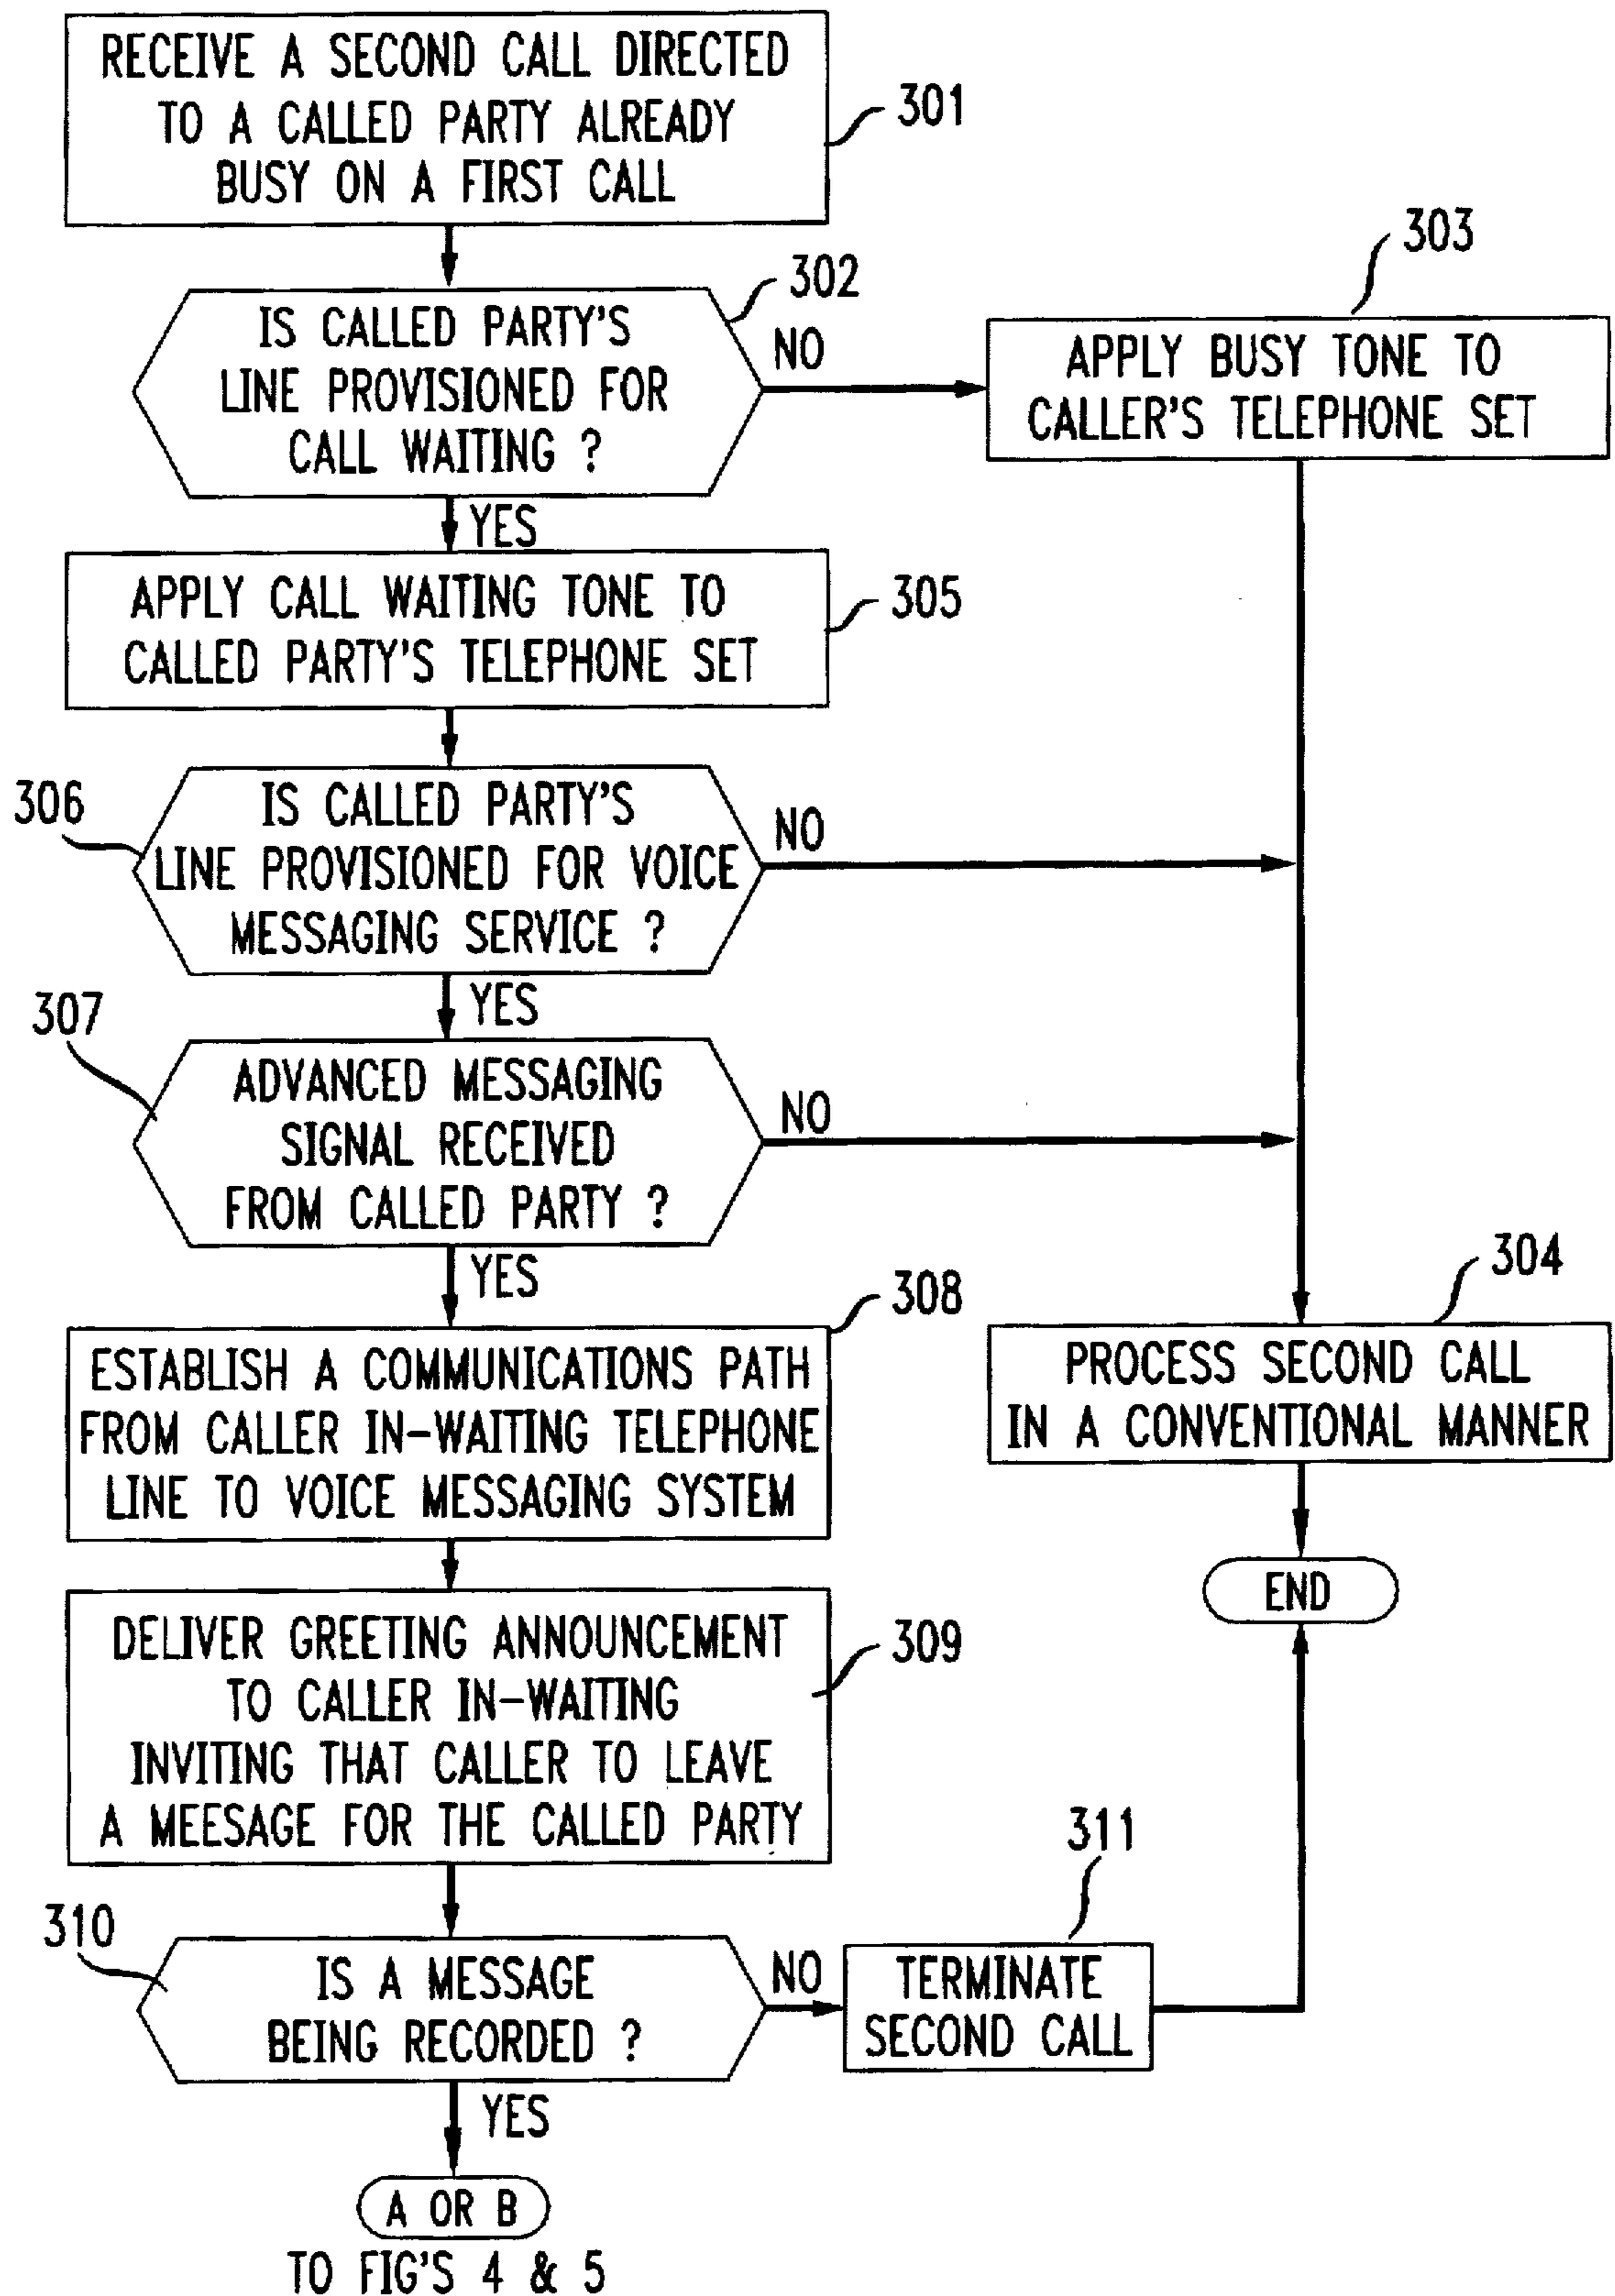 RECEIVE A SECOND CALL DIRECTED
TO A CALLED PARTY ALREADY
BUSY ON A FIRST CALL
301
302
IS CALLED PARTY'S
LINE PROVISIONED FOR
CALL WAITING ?
NO
303
APPLY BUSY TONE TO
CALLER'S TELEPHONE SET
YES
APPLY CALL WAITING TONE TO
CALLED PARTY'S TELEPHONE SET
305
306
IS CALLED PARTY'S
LINE PROVISIONED FOR VOICE
MESSAGING SERVICE ?
NO
YES
307
ADVANCED MESSAGING
SIGNAL RECEIVED
FROM CALLED PARTY ?
NO
YES
308
ESTABLISH A COMMUNICATIONS PATH
FROM CALLER IN-WAITING TELEPHONE
LINE TO VOICE MESSAGING SYSTEM
304
PROCESS SECOND CALL
IN A CONVENTIONAL MANNER
END
DELIVER GREETING ANNOUNCEMENT
TO CALLER IN-WAITING
INVITING THAT CALLER TO LEAVE
A MEESAGE FOR THE CALLED PARTY
309
310
IS A MESSAGE
BEING RECORDED ?
NO
311
TERMINATE
SECOND CALL
YES
A OR B
TO FIG'S 4 & 5